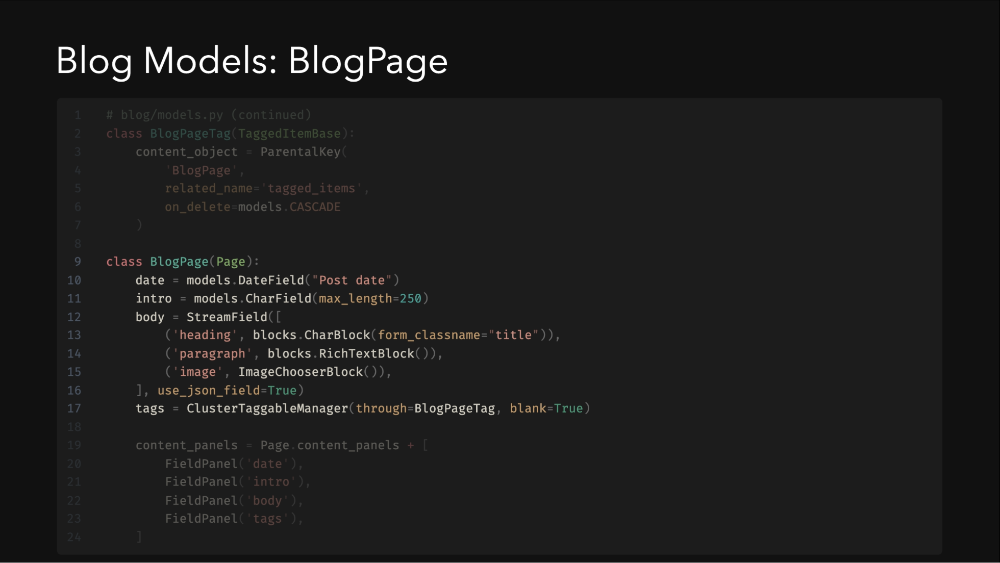 Blog Models: BlogPage
1 # blog/models.py (continued)
2 class BlogPageTag(TaggedItemBase):
3     content_object = ParentalKey(
4         'BlogPage',
5         related_name='tagged_items',
6         on_delete=models.CASCADE
7     )
8
9 class BlogPage(Page):
10     date = models.DateField("Post date")
11     intro = models.CharField(max_length=250)
12     body = StreamField([
13         ('heading', blocks.CharBlock(form_classname="title")),
14         ('paragraph', blocks.RichTextBlock()),
15         ('image', ImageChooserBlock()),
16     ], use_json_field=True)
17     tags = ClusterTaggableManager(through=BlogPageTag, blank=True)
18
19     content_panels = Page.content_panels + [
20         FieldPanel('date'),
21         FieldPanel('intro'),
22         FieldPanel('body'),
23         FieldPanel('tags'),
24     ]